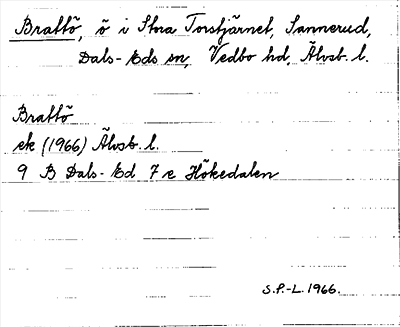 Brattö, ö i Stora Torstjärnet, Sannerud,
Dals-Eds sn, Vedbo hd, Älvsb. l.
Brattö
ek (1966) Älvsb. l.
9 B Dals-Ed 7 e Hökedalen
S.P.-L. 1966.